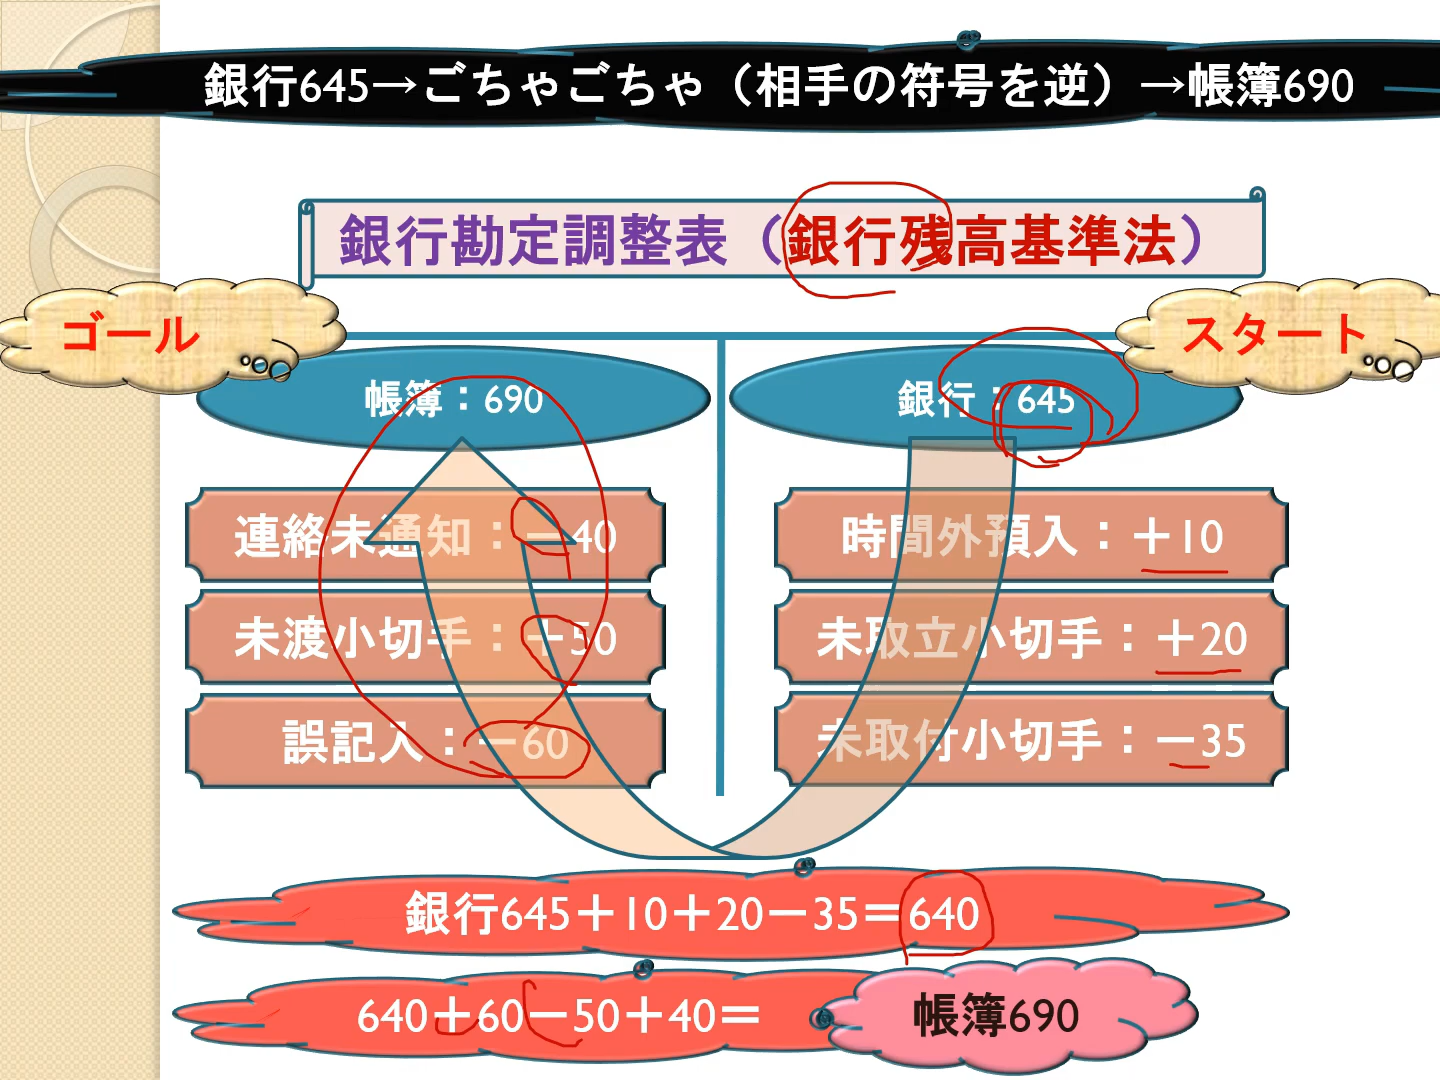 銀行645→ごちゃごちゃ（相手の符号を逆）→帳簿690
銀行勘定調整表（銀行残高基準法）
ゴール
スタート
帳簿：690
銀行：645
連絡未通知：－40
時間外預入：＋10
未渡小切手：＋50
未取立小切手：＋20
誤記入：－60
未取付小切手：－35
銀行645＋10＋20－35＝640
640＋60－50＋40＝
帳簿690